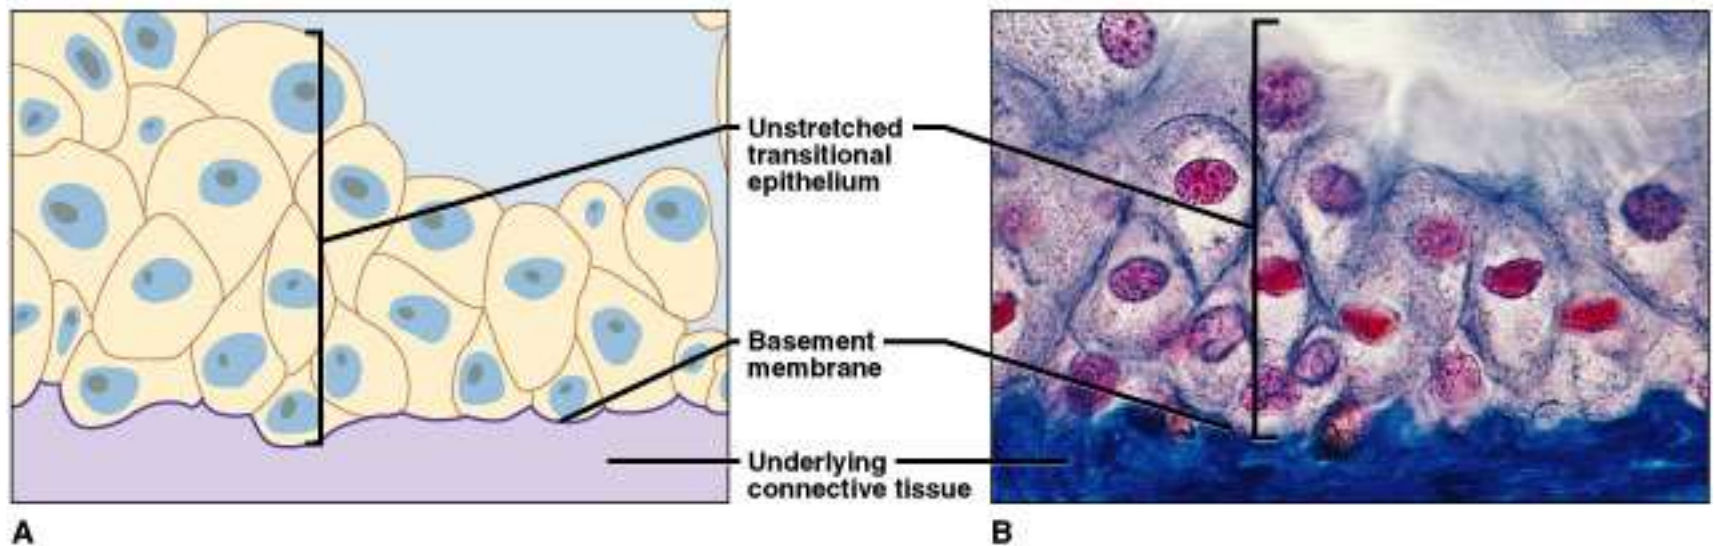 Unstretched
transitional
epithelium
Basement
membrane
Underlying
connective tissue
A
B